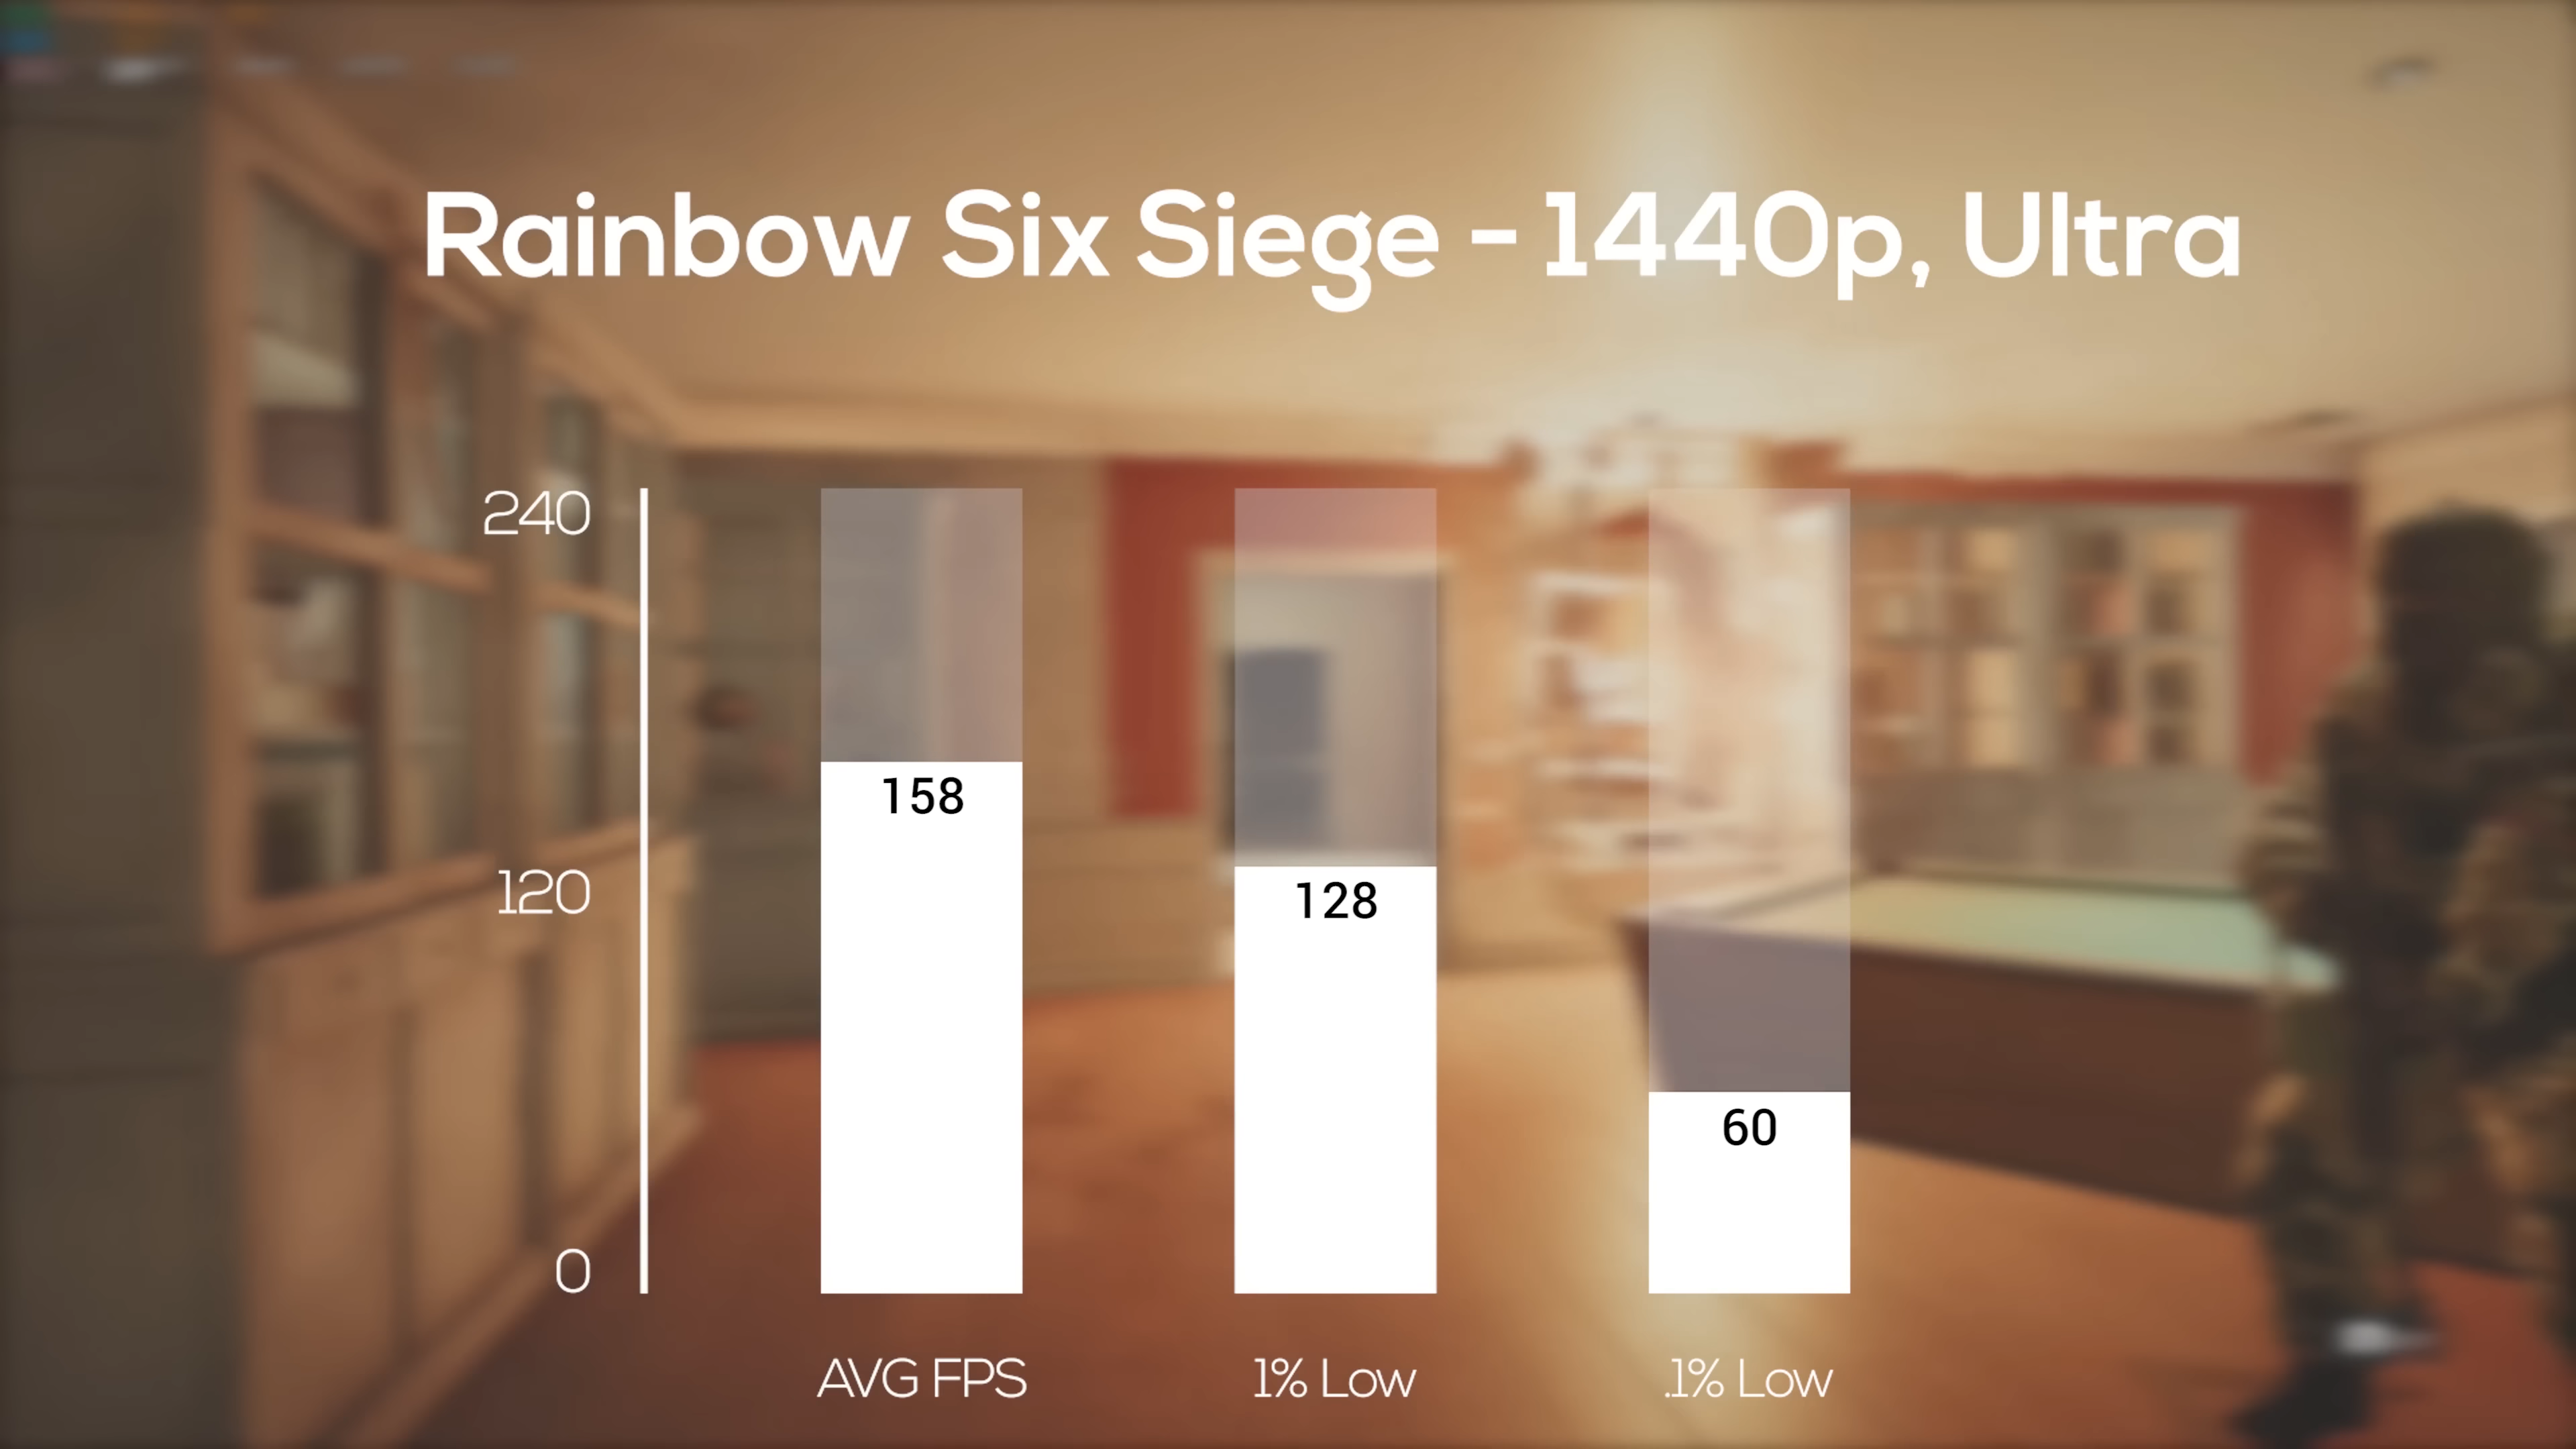 Rainbow Six Siege - 1440p, Ultra
240
120
0
158
128
60
AVG FPS
1% Low
.1% Low